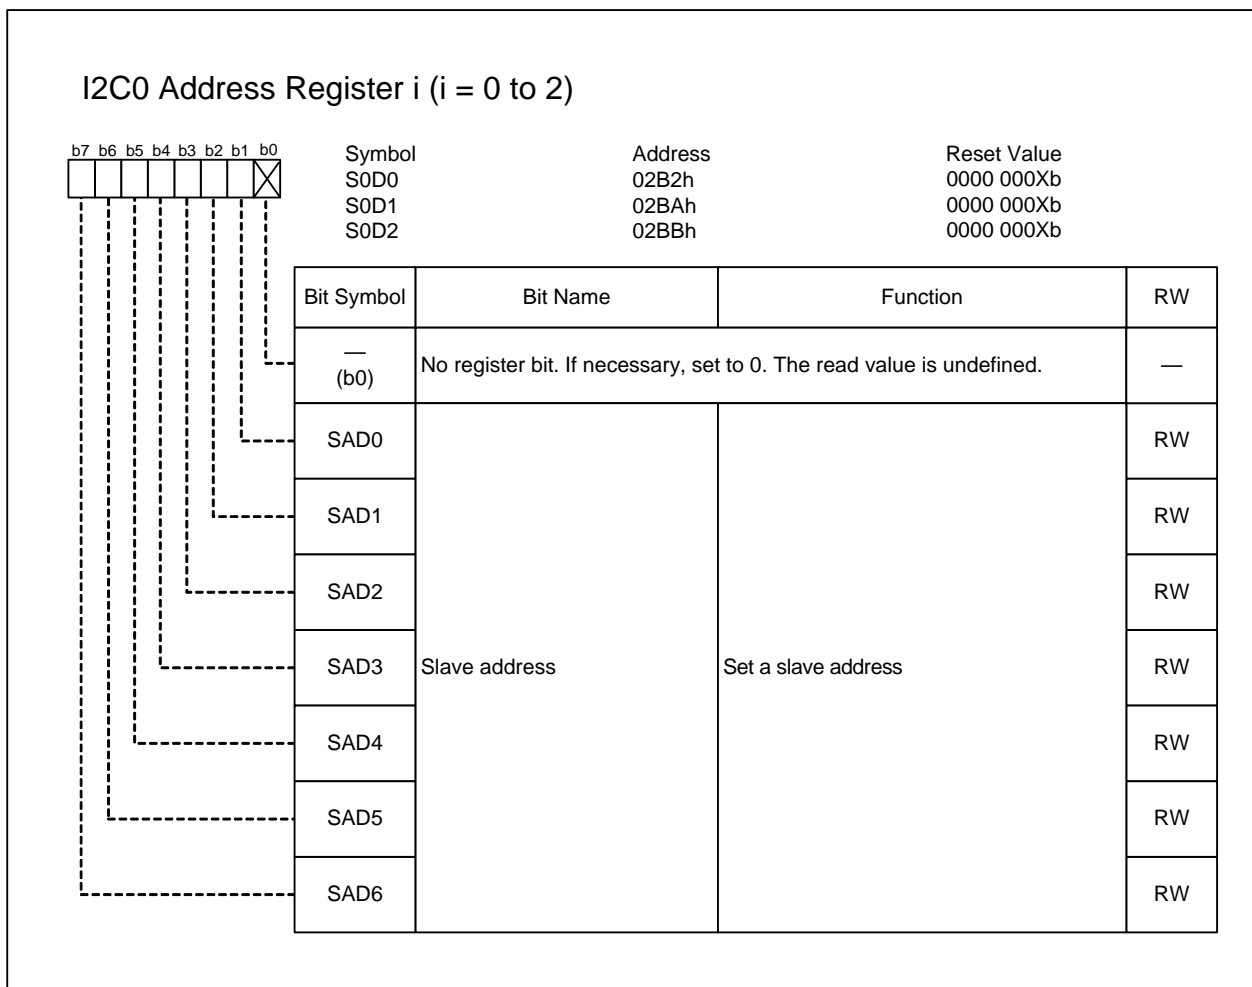 I2C0 Address Register i (i = 0 to 2)
b7 b6 b5 b4 b3 b2 b1 b0
Symbol Address Reset Value
S0D0 02B2h 0000 000Xb
S0D1 02BAh 0000 000Xb
S0D2 02BBh 0000 000Xb
Bit Symbol Bit Name Function RW
— (b0) No register bit. If necessary, set to 0. The read value is undefined. —
SAD0 RW
SAD1 RW
SAD2 RW
SAD3 Slave address Set a slave address RW
SAD4 RW
SAD5 RW
SAD6 RW